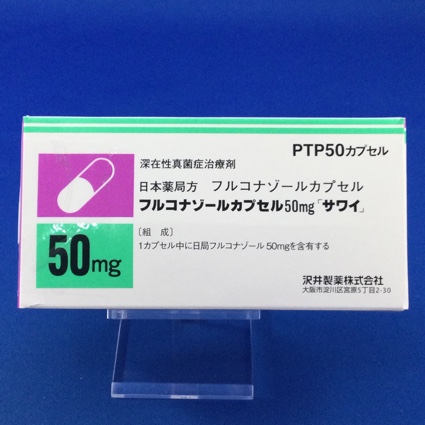 PTP50カプセル
深在性真菌症治療剤
日本薬局方 フルコナゾールカプセル
フルコナゾールカプセル50mg「サワイ」
50mg
〔組 成〕
1カプセル中に日局フルコナゾール50mgを含有する
沢井製薬株式会社
大阪市淀川区宮原5丁目2-30